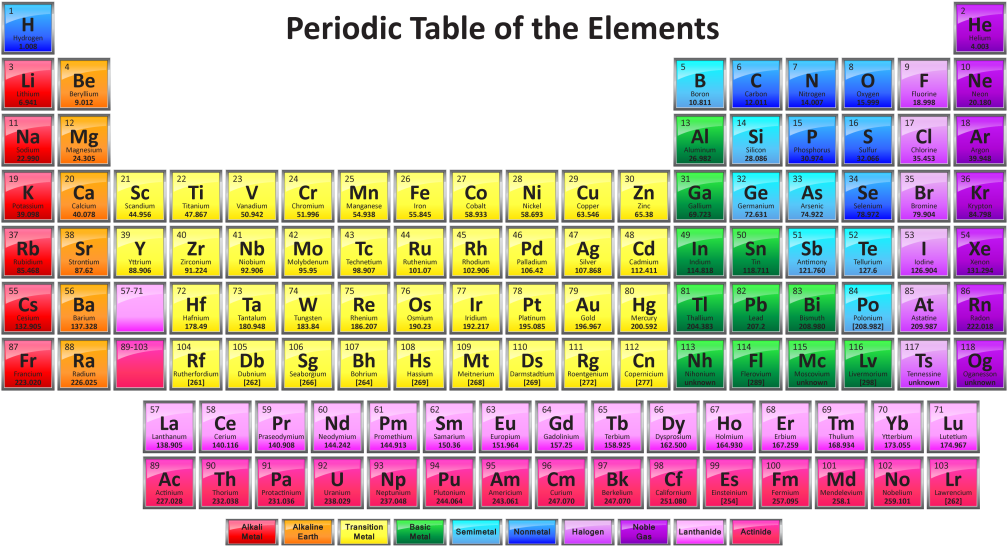 Periodic Table of the Elements
1 2
H He
Hydrogen Helium
1.008 4.003
3 4 5 6 7 8 9 10
Li Be B C N O F Ne
Lithium Beryllium Boron Carbon Nitrogen Oxygen Fluorine Neon
6.941 9.012 10.811 12.011 14.007 15.999 18.998 20.180
11 12 13 14 15 16 17 18
Na Mg Al Si P S Cl Ar
Sodium Magnesium Aluminum Silicon Phosphorus Sulfur Chlorine Argon
22.990 24.305 26.982 28.086 30.974 32.066 35.453 39.948
19 20 21 22 23 24 25 26 27 28 29 30 31 32 33 34 35 36
K Ca Sc Ti V Cr Mn Fe Co Ni Cu Zn Ga Ge As Se Br Kr
Potassium Calcium Scandium Titanium Vanadium Chromium Manganese Iron Cobalt Nickel Copper Zinc Gallium Germanium Arsenic Selenium Bromine Krypton
39.098 40.078 44.956 47.867 50.942 51.996 54.938 55.845 58.933 58.693 63.546 65.38 69.723 72.631 74.922 78.972 79.904 84.798
37 38 39 40 41 42 43 44 45 46 47 48 49 50 51 52 53 54
Rb Sr Y Zr Nb Mo Tc Ru Rh Pd Ag Cd In Sn Sb Te I Xe
Rubidium Strontium Yttrium Zirconium Niobium Molybdenum Technetium Ruthenium Rhodium Palladium Silver Cadmium Indium Tin Antimony Tellurium Iodine Xenon
85.468 87.62 88.906 91.224 92.906 95.95 98.907 101.07 102.906 106.42 107.868 112.411 114.818 118.711 121.760 127.6 126.904 131.294
55 56 57-71 72 73 74 75 76 77 78 79 80 81 82 83 84 85 86
Cs Ba Hf Ta W Re Os Ir Pt Au Hg Tl Pb Bi Po At Rn
Cesium Barium Hafnium Tantalum Tungsten Rhenium Osmium Iridium Platinum Gold Mercury Thallium Lead Bismuth Polonium Astatine Radon
132.905 137.328 178.49 180.948 183.84 186.207 190.23 192.217 195.085 196.967 200.592 204.383 207.2 208.980 [208.982] 209.987 222.018
87 88 89-103 104 105 106 107 108 109 110 111 112 113 114 115 116 117 118
Fr Ra Rf Db Sg Bh Hs Mt Ds Rg Cn Nh Fl Mc Lv Ts Og
Francium Radium Rutherfordium Dubnium Seaborgium Bohrium Hassium Meitnerium Darmstadtium Roentgenium Copernicium Nihonium Flerovium Moscovium Livermorium Tennessine Oganesson
223.020 226.025 [261] [262] [266] [264] [269] [268] [269] [272] [277] unknown [289] unknown [298] unknown unknown
57 58 59 60 61 62 63 64 65 66 67 68 69 70 71
La Ce Pr Nd Pm Sm Eu Gd Tb Dy Ho Er Tm Yb Lu
Lanthanum Cerium Praseodymium Neodymium Promethium Samarium Europium Gadolinium Terbium Dysprosium Holmium Erbium Thulium Ytterbium Lutetium
138.905 140.116 140.908 144.242 144.913 150.36 151.964 157.25 158.925 162.500 164.930 167.259 168.934 173.055 174.967
89 90 91 92 93 94 95 96 97 98 99 100 101 102 103
Ac Th Pa U Np Pu Am Cm Bk Cf Es Fm Md No Lr
Actinium Thorium Protactinium Uranium Neptunium Plutonium Americium Curium Berkelium Californium Einsteinium Fermium Mendelevium Nobelium Lawrencium
227.028 232.038 231.036 238.029 237.048 244.064 243.061 247.070 247.070 251.080 [254] 257.095 258.1 259.101 [262]
Alkali Metal
Alkaline Earth
Transition Metal
Basic Metal
Semimetal
Nonmetal
Halogen
Noble Gas
Lanthanide
Actinide